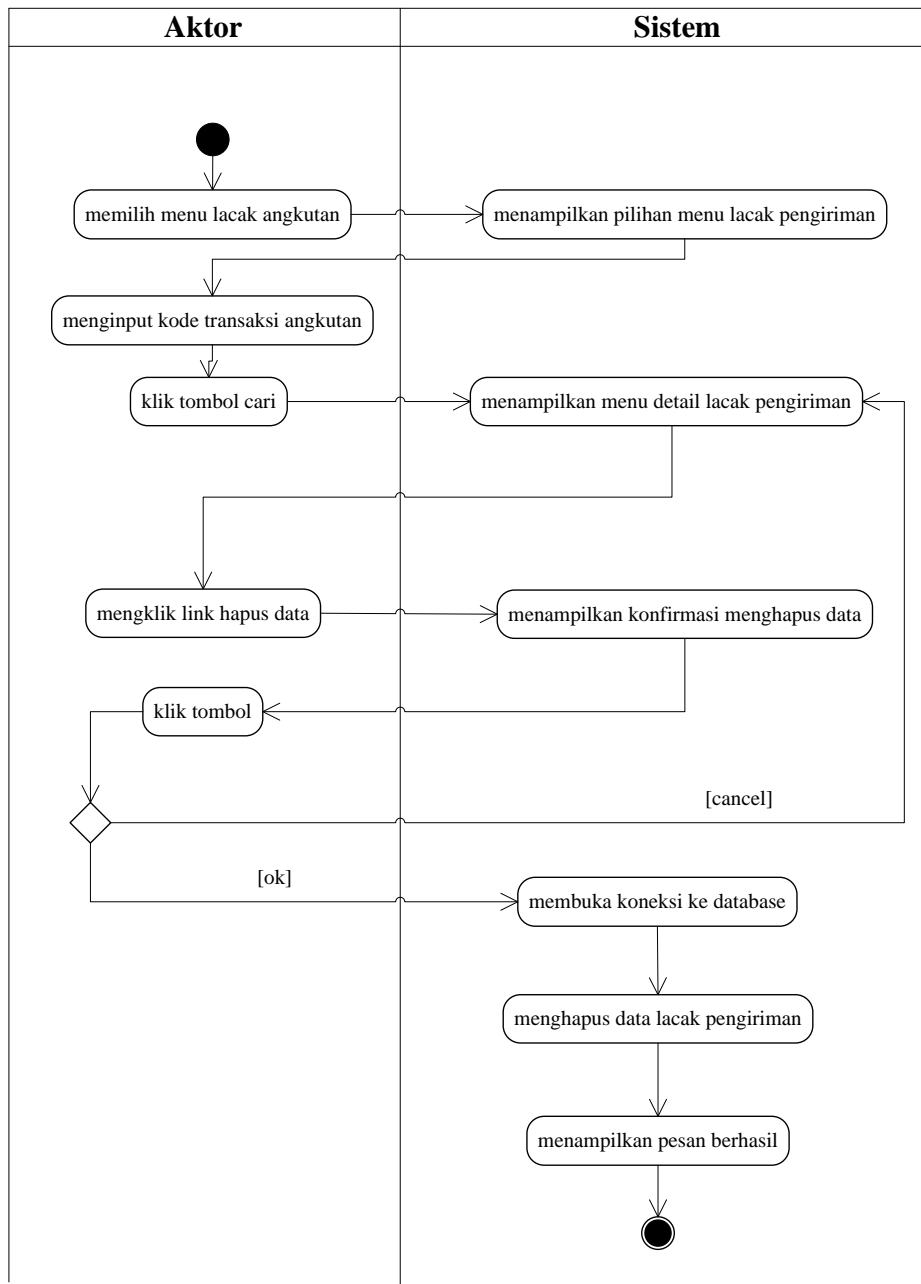 Aktor
Sistem
memilih menu lacak angkutan
menampilkan pilihan menu lacak pengiriman
menginput kode transaksi angkutan
klik tombol cari
menampilkan menu detail lacak pengiriman
mengklik link hapus data
menampilkan konfirmasi menghapus data
klik tombol
[cancel]
[ok]
membuka koneksi ke database
menghapus data lacak pengiriman
menampilkan pesan berhasil